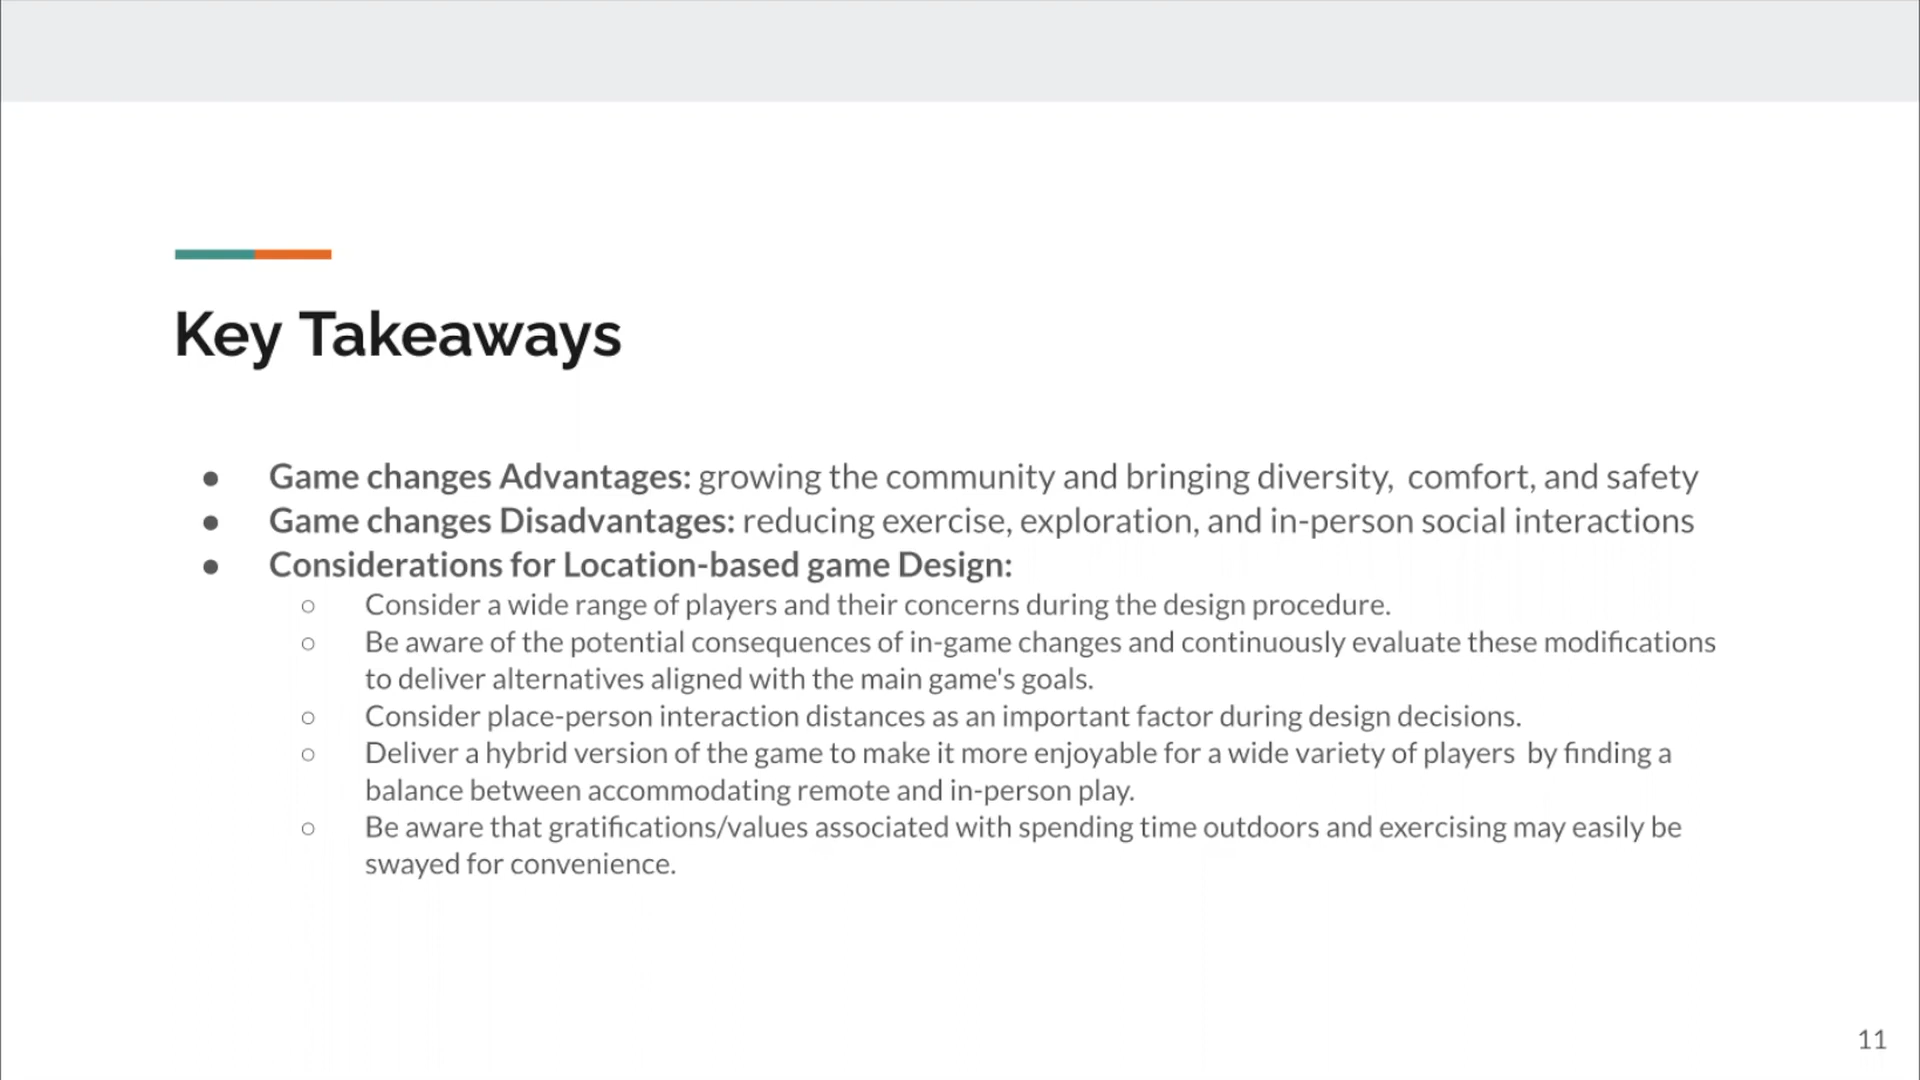 Key Takeaways
● Game changes Advantages: growing the community and bringing diversity,  comfort, and safety
● Game changes Disadvantages: reducing exercise, exploration, and in-person social interactions
● Considerations for Location-based game Design:
○ Consider a wide range of players and their concerns during the design procedure.
○ Be aware of the potential consequences of in-game changes and continuously evaluate these modifications
to deliver alternatives aligned with the main game's goals.
○ Consider place-person interaction distances as an important factor during design decisions.
○ Deliver a hybrid version of the game to make it more enjoyable for a wide variety of players  by finding a
balance between accommodating remote and in-person play.
○ Be aware that gratifications/values associated with spending time outdoors and exercising may easily be
swayed for convenience.
11